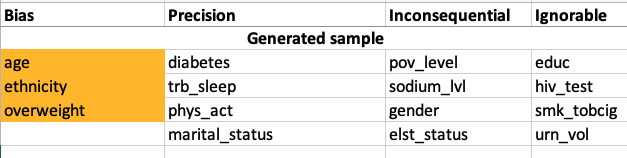 Bias Precision Inconsequential Ignorable
Generated sample
age diabetes pov_level educ
ethnicity trb_sleep sodium_lvl hiv_test
overweight phys_act gender smk_tobcig
marital_status elst_status urn_vol